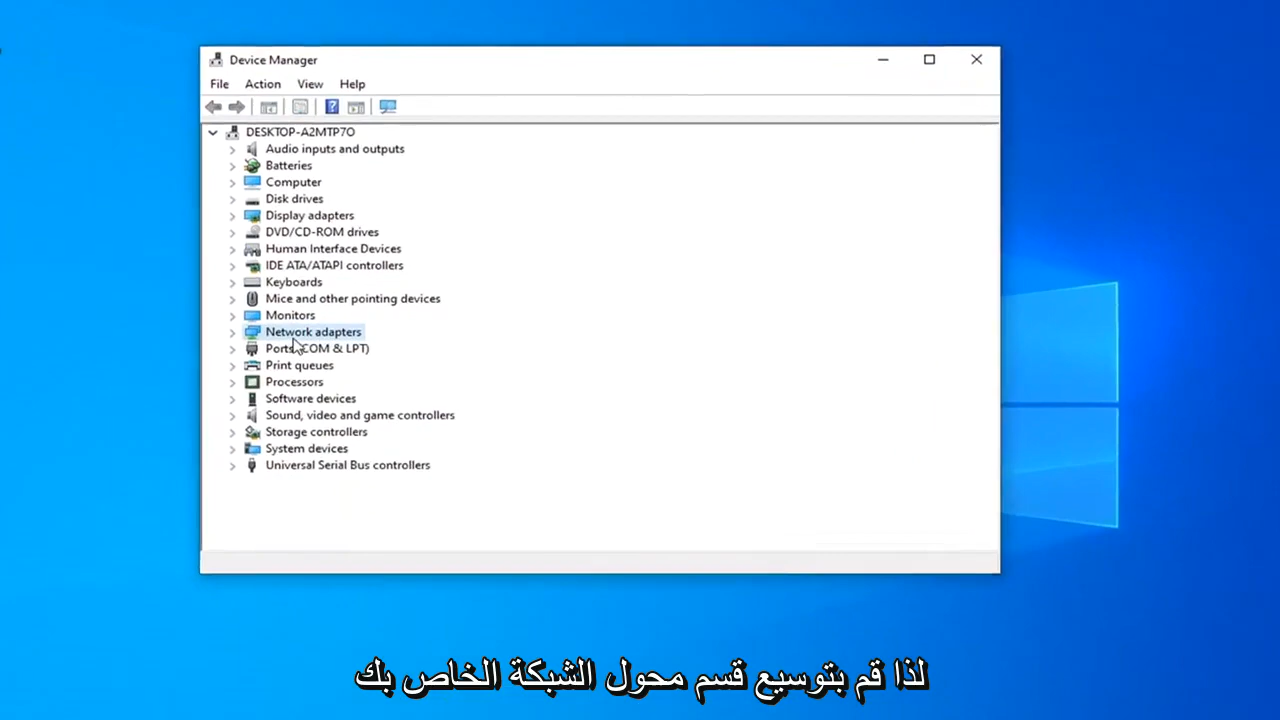 Device Manager
File Action View Help
DESKTOP-A2MTP7O
Audio inputs and outputs
Batteries
Computer
Disk drives
Display adapters
DVD/CD-ROM drives
Human Interface Devices
IDE ATA/ATAPI controllers
Keyboards
Mice and other pointing devices
Monitors
Network adapters
Ports (COM & LPT)
Print queues
Processors
Software devices
Sound, video and game controllers
Storage controllers
System devices
Universal Serial Bus controllers
لذا قم بتوسيع قسم محول الشبكة الخاص بك